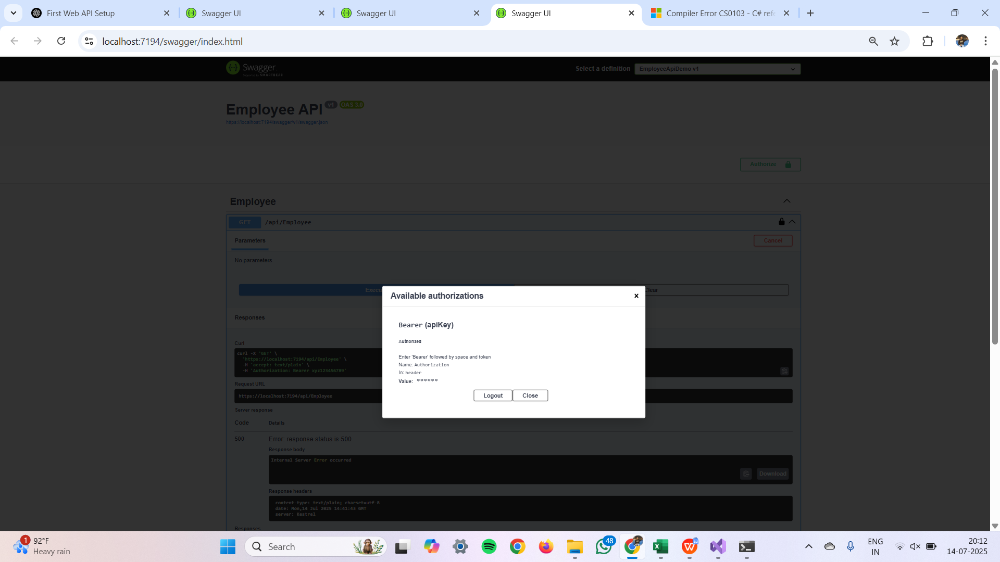 First Web API Setup
Swagger UI
Swagger UI
Swagger UI
Compiler Error CS0103 - C# refe
localhost:7194/swagger/index.html
Swagger
Supported by SMARTBEAR
Select a definition
EmployeeApiDemo v1
Employee API
v1
OAS 3.0
https://localhost:7194/swagger/v1/swagger.json
Authorize
Employee
GET
/api/Employee
Parameters
Cancel
No parameters
Execu
Clear
Available authorizations
Bearer (apiKey)
Authorized
Enter 'Bearer' followed by space and token
Name: Authorization
In: header
Value: ******
Logout
Close
Responses
Curl
curl -X 'GET' \
'https://localhost:7194/api/Employee' \
-H 'accept: text/plain' \
-H 'Authorization: Bearer xyz123456789'
Request URL
https://localhost:7194/api/Employee
Server response
Code
Details
500
Error: response status is 500
Response body
Internal Server Error occurred
Download
Response headers
content-type: text/plain; charset=utf-8
date: Mon,14 Jul 2025 14:41:43 GMT
server: Kestrel
Responses
1
92°F
Heavy rain
Search
48
ENG
IN
20:12
14-07-2025